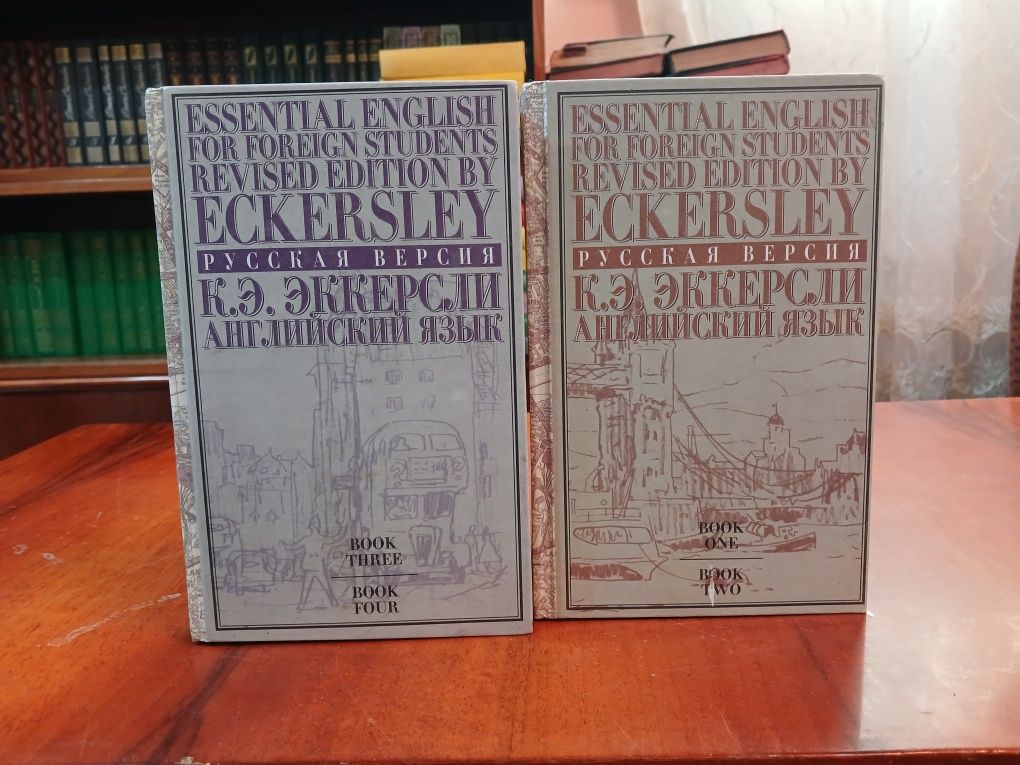 ESSENTIAL ENGLISH
FOR FOREIGN STUDENTS
REVISED EDITION BY
ECKERSLEY
РУССКАЯ ВЕРСИЯ
К.Э. ЭККЕРСЛИ
АНГЛИЙСКИЙ ЯЗЫК
BOOK
THREE
BOOK
FOUR
ESSENTIAL ENGLISH
FOR FOREIGN STUDENTS
REVISED EDITION BY
ECKERSLEY
РУССКАЯ ВЕРСИЯ
К.Э. ЭККЕРСЛИ
АНГЛИЙСКИЙ ЯЗЫК
BOOK
ONE
BOOK
TWO